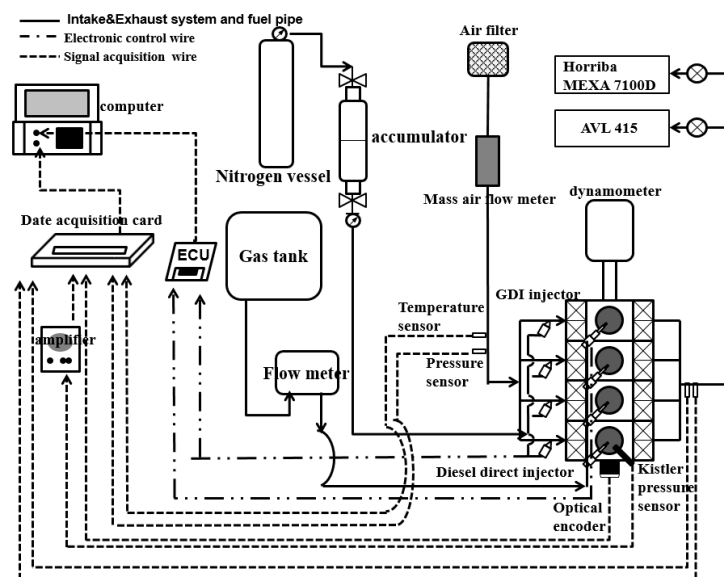 Intake&Exhaust system and fuel pipe
Electronic control wire
Signal acquisition wire
Air filter
Horriba
MEXA 7100D
AVL 415
computer
accumulator
Nitrogen vessel
Mass air flow meter
dynamometer
Date acquisition card
ECU
Gas tank
GDI injector
Temperature
sensor
amplifier
Pressure
sensor
Flow meter
Diesel direct injector
Kistler
pressure
sensor
Optical
encoder